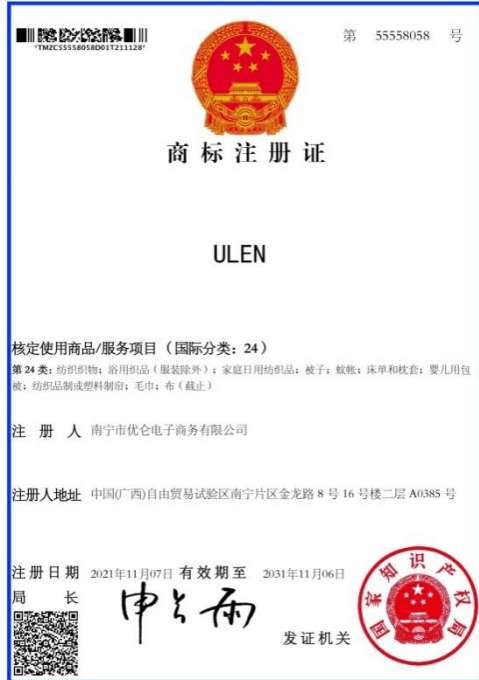 第 55558058 号
*TMZC55558058D01T211128*
商标注册证
ULEN
核定使用商品/服务项目（国际分类：24）
第24类：纺织织物；浴用织品（服装除外）；家庭日用纺织品；被子；蚊帐；床单和枕套；婴儿用包
被；纺织品制或塑料制帘；毛巾；布（截止）
注册人 南宁市优仑电子商务有限公司
注册人地址 中国(广西)自由贸易试验区南宁片区金龙路8号16号楼二层A0385号
注册日期 2021年11月07日 有效期至 2031年11月06日
局长 申长雨
发证机关
国家知识产权局